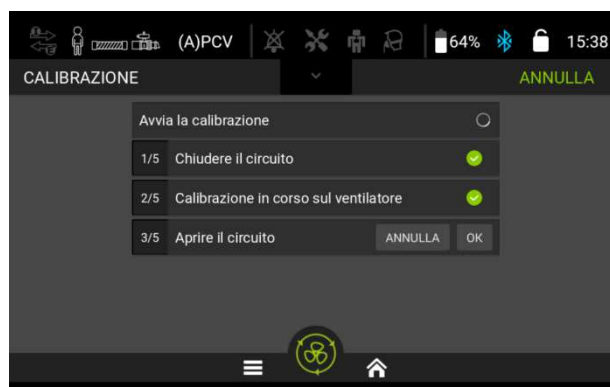 (A)PCV 64% 15:38
CALIBRAZIONE ANNULLA
Avvia la calibrazione
1/5 Chiudere il circuito
2/5 Calibrazione in corso sul ventilatore
3/5 Aprire il circuito ANNULLA OK